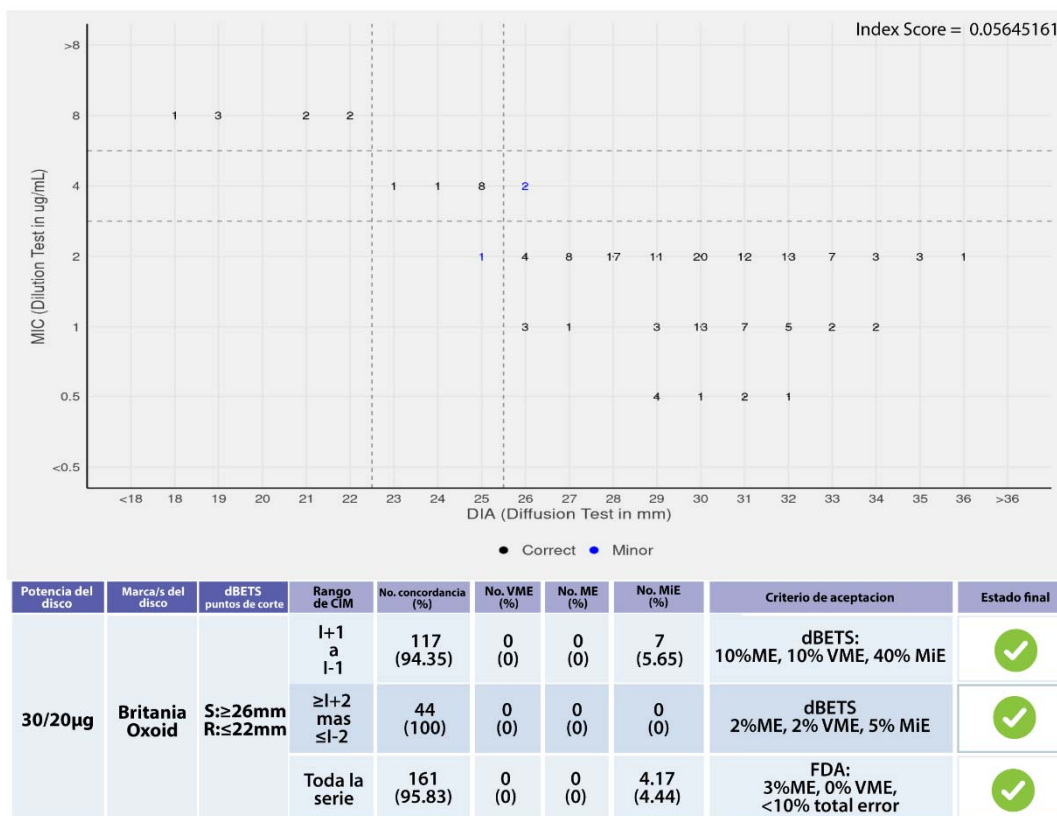 Index Score = 0.05645161
>8
8 1 3 2 2
4 1 1 8 2
2 1 4 8 17 11 20 12 13 7 3 3 1
1 3 1 3 13 7 5 2 2
0.5 4 1 2 1
<0.5
MIC (Dilution Test in ug/mL)
<18 18 19 20 21 22 23 24 25 26 27 28 29 30 31 32 33 34 35 36 >36
DIA (Diffusion Test in mm)
Correct Minor
Potencia del
disco
Marca/s del
disco
dBETS
puntos de corte
Rango
de CIM
No. concordancia
(%)
No. VME
(%)
No. ME
(%)
No. MiE
(%)
Criterio de aceptacion
Estado final
30/20µg
Britania
Oxoid
S:≥26mm
R:≤22mm
I+1
a
I-1
117
(94.35)
0
(0)
0
(0)
7
(5.65)
dBETS:
10%ME, 10% VME, 40% MiE
≥I+2
mas
≤I-2
44
(100)
0
(0)
0
(0)
0
(0)
dBETS
2%ME, 2% VME, 5% MiE
Toda la
serie
161
(95.83)
0
(0)
0
(0)
4.17
(4.44)
FDA:
3%ME, 0% VME,
<10% total error